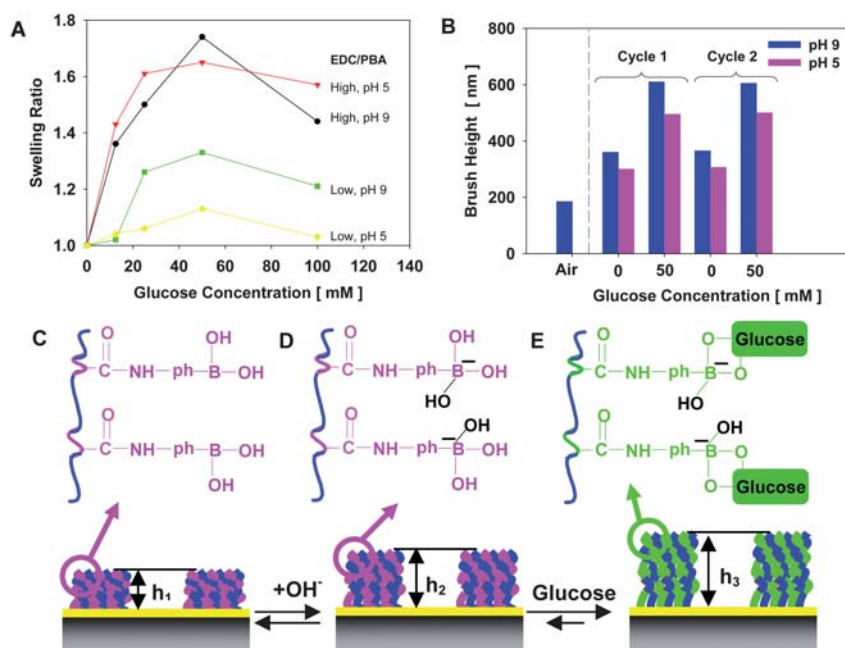 A
Swelling Ratio
1.8
1.6
1.4
1.2
1.0
0 20 40 60 80 100 120 140
Glucose Concentration [ mM ]
EDC/PBA
High, pH 5
High, pH 9
Low, pH 9
Low, pH 5
B
Brush Height [ nm ]
800
600
400
200
0
Cycle 1 Cycle 2
pH 9
pH 5
Air 0 50 0 50
Glucose Concentration [ mM ]
C
O
OH
C NH ph B OH
O
C NH ph B OH
OH
D
O
OH
C NH ph B − OH
HO
O
− OH
C NH ph B OH
OH
E
O
O Glucose
C NH ph B − O
HO
O
− OH
C NH ph B O
O Glucose
h1
+OH-
h2
Glucose
h3